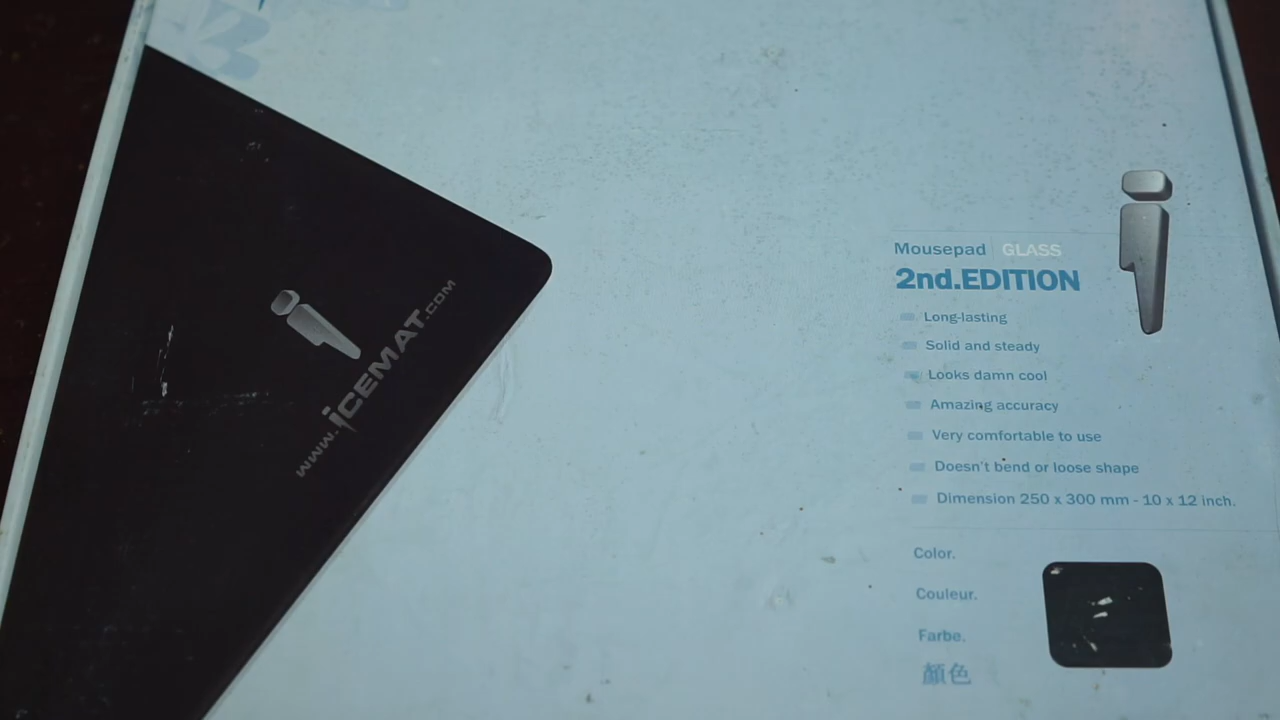 www.iCEMAT.COM
Mousepad GLASS
2nd.EDITION
Long-lasting
Solid and steady
Looks damn cool
Amazing accuracy
Very comfortable to use
Doesn't bend or loose shape
Dimension 250 x 300 mm - 10 x 12 inch.
Color.
Couleur.
Farbe.
顏色